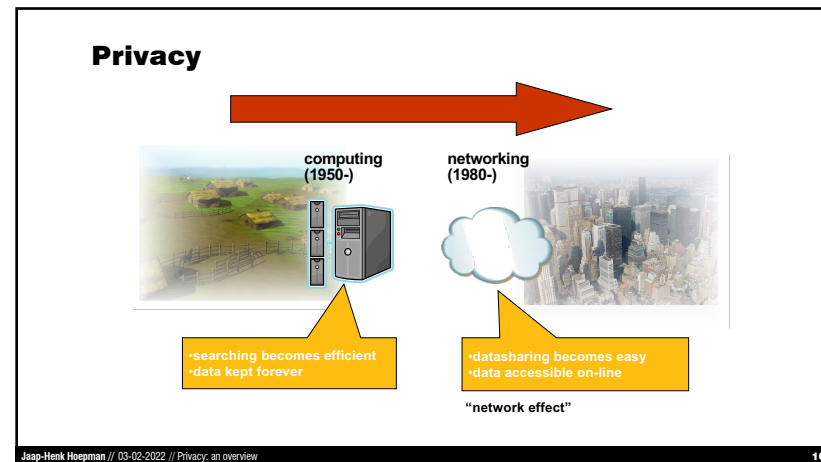 Privacy
computing
(1950-)
networking
(1980-)
•searching becomes efficient
•data kept forever
•datasharing becomes easy
•data accessible on-line
“network effect”
Jaap-Henk Hoepman // 03-02-2022 // Privacy: an overview